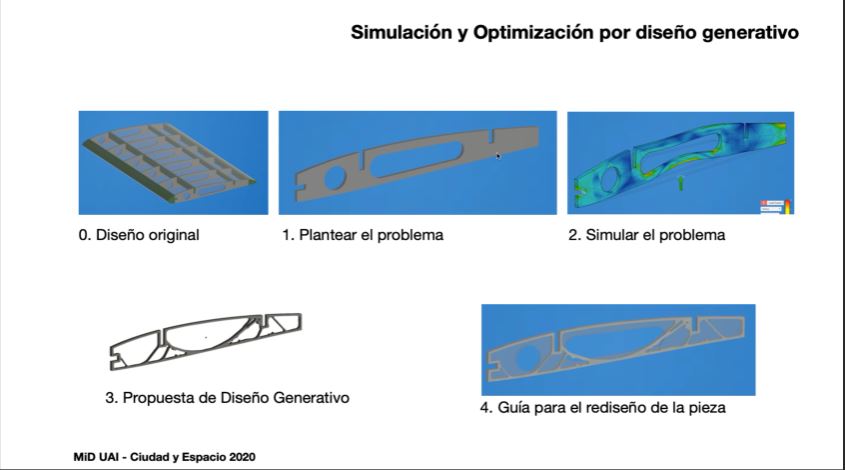 Simulación y Optimización por diseño generativo
0. Diseño original
1. Plantear el problema
2. Simular el problema
3. Propuesta de Diseño Generativo
4. Guía para el rediseño de la pieza
MiD UAI - Ciudad y Espacio 2020